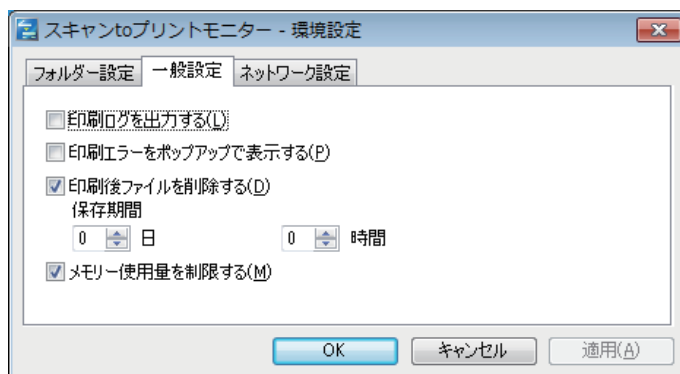 スキャンtoプリントモニター - 環境設定
フォルダー設定 一般設定 ネットワーク設定
印刷ログを出力する(L)
印刷エラーをポップアップで表示する(P)
印刷後ファイルを削除する(D)
保存期間
0 日 0 時間
メモリー使用量を制限する(M)
OK キャンセル 適用(A)